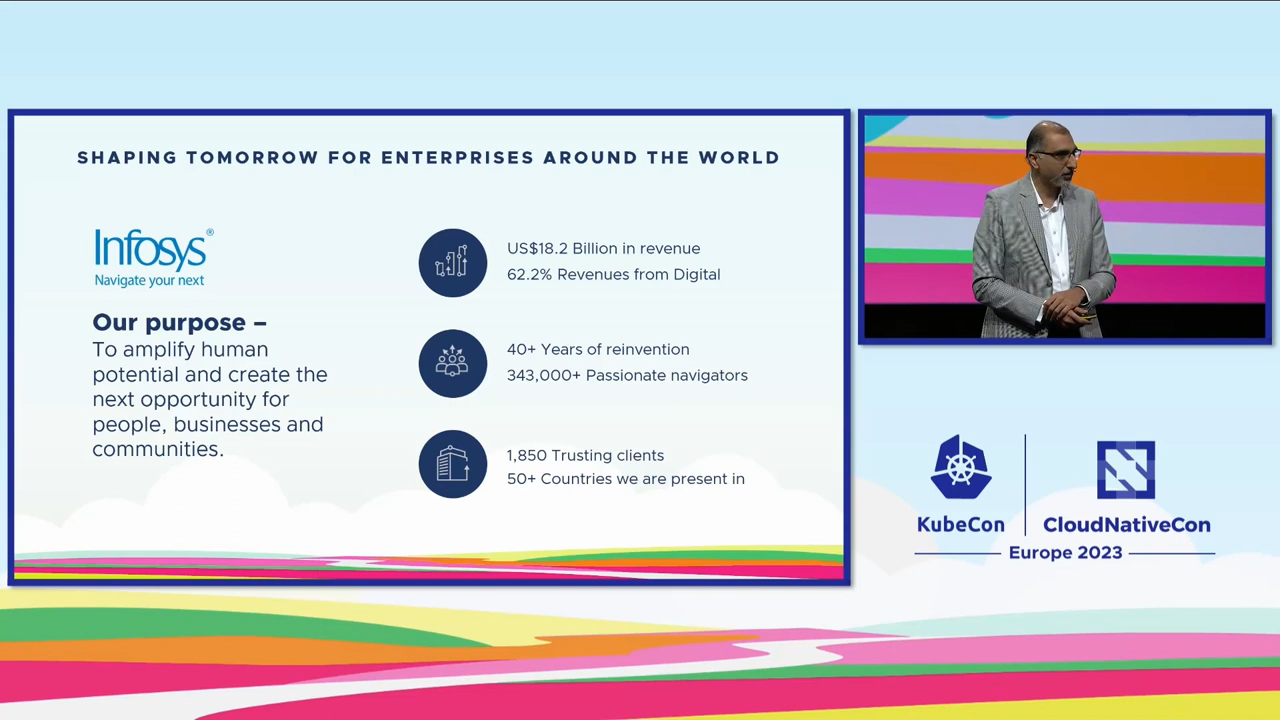 SHAPING TOMORROW FOR ENTERPRISES AROUND THE WORLD
Infosys®
Navigate your next
Our purpose –
To amplify human
potential and create the
next opportunity for
people, businesses and
communities.
US$18.2 Billion in revenue
62.2% Revenues from Digital
40+ Years of reinvention
343,000+ Passionate navigators
1,850 Trusting clients
50+ Countries we are present in
KubeCon
CloudNativeCon
Europe 2023